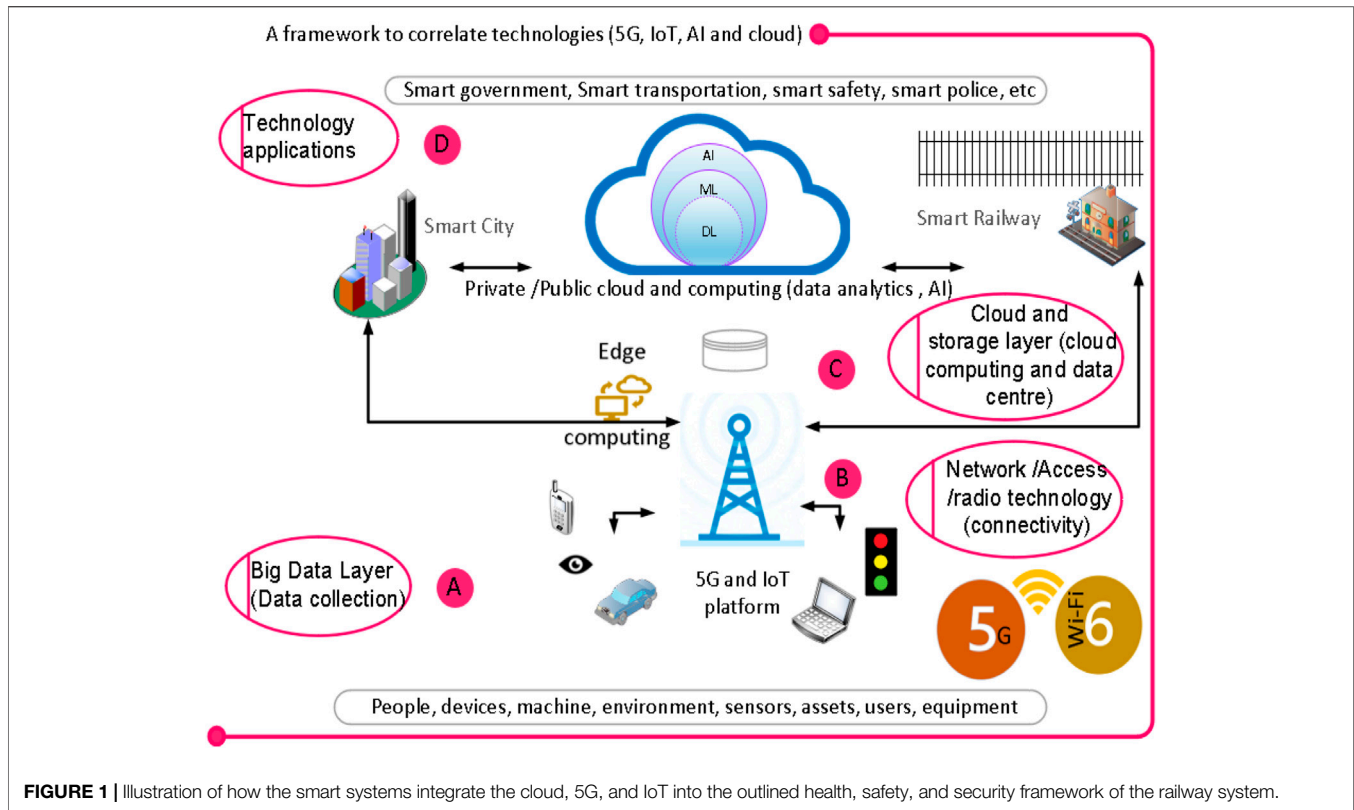 A framework to correlate technologies (5G, IoT, AI and cloud)
Smart government, Smart transportation, smart safety, smart police, etc
Technology
applications
D
AI
ML
DL
Smart City
Smart Railway
Private /Public cloud and computing (data analytics , AI)
Cloud and
storage layer (cloud
computing and data
centre)
Edge
C
computing
Network /Access
/radio technology
(connectivity)
B
Big Data Layer
(Data collection)
A
5G and IoT
platform
5G
Wi-Fi 6
People, devices, machine, environment, sensors, assets, users, equipment
FIGURE 1 | Illustration of how the smart systems integrate the cloud, 5G, and IoT into the outlined health, safety, and security framework of the railway system.